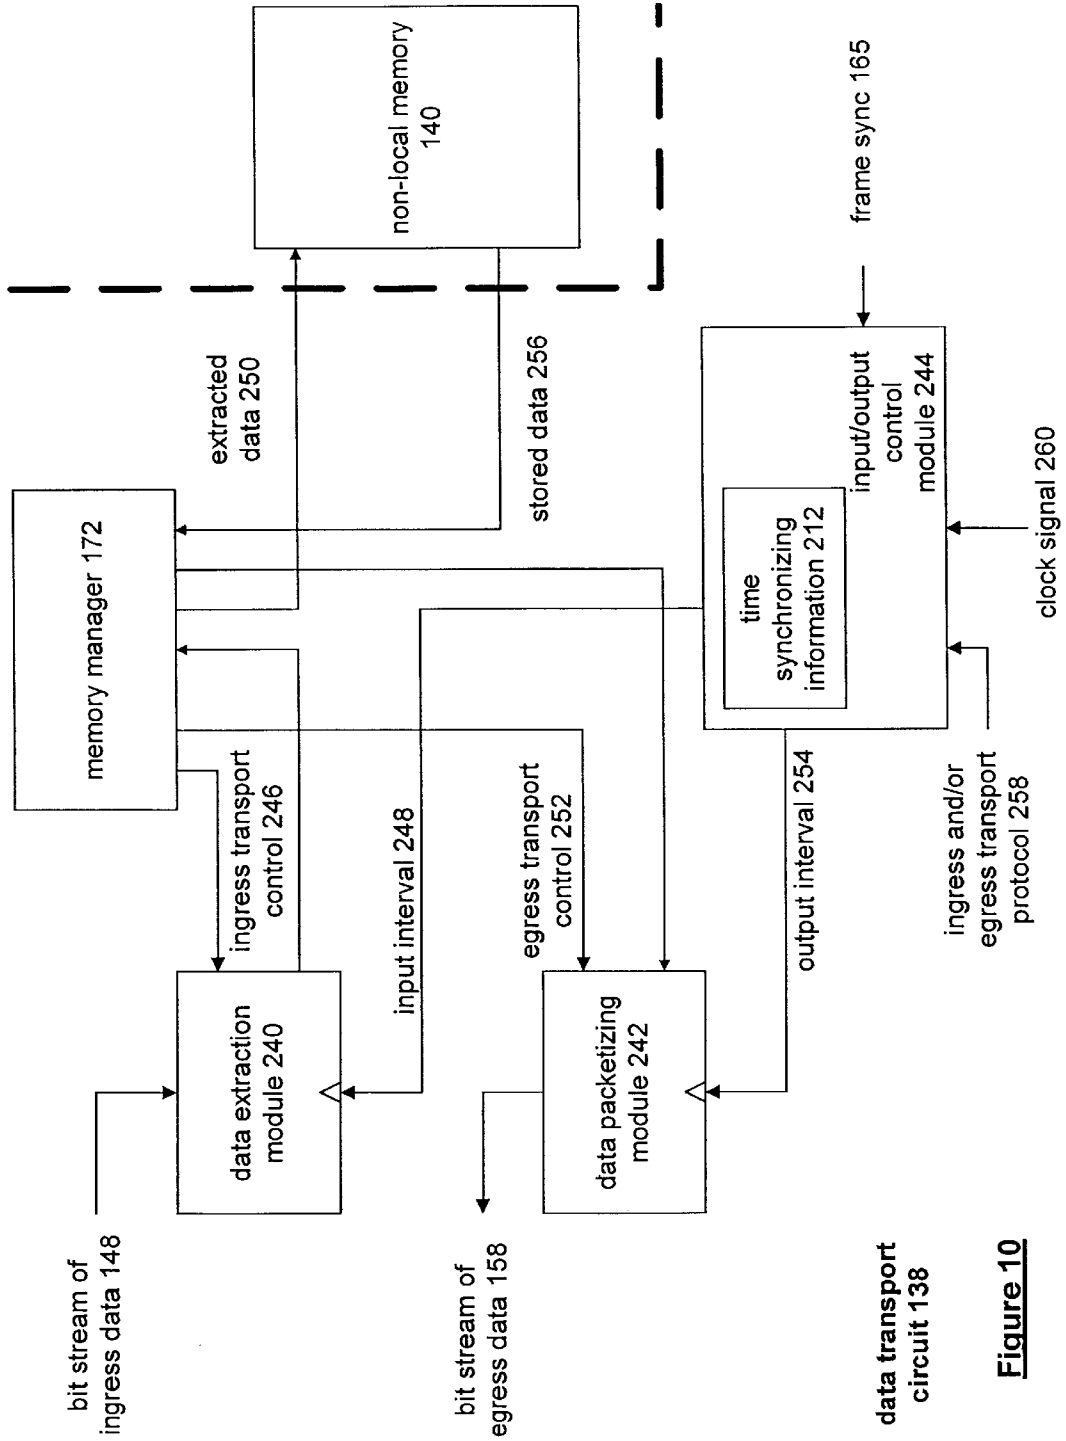 memory manager 172
non-local memory
140
extracted
data 250
stored data 256
bit stream of
ingress data 148
data extraction
module 240
ingress transport
control 246
input interval 248
bit stream of
egress data 158
data packetizing
module 242
egress transport
control 252
output interval 254
time
synchronizing
information 212
input/output
control
module 244
frame sync 165
ingress and/or
egress transport
protocol 258
clock signal 260
data transport
circuit 138
Figure 10